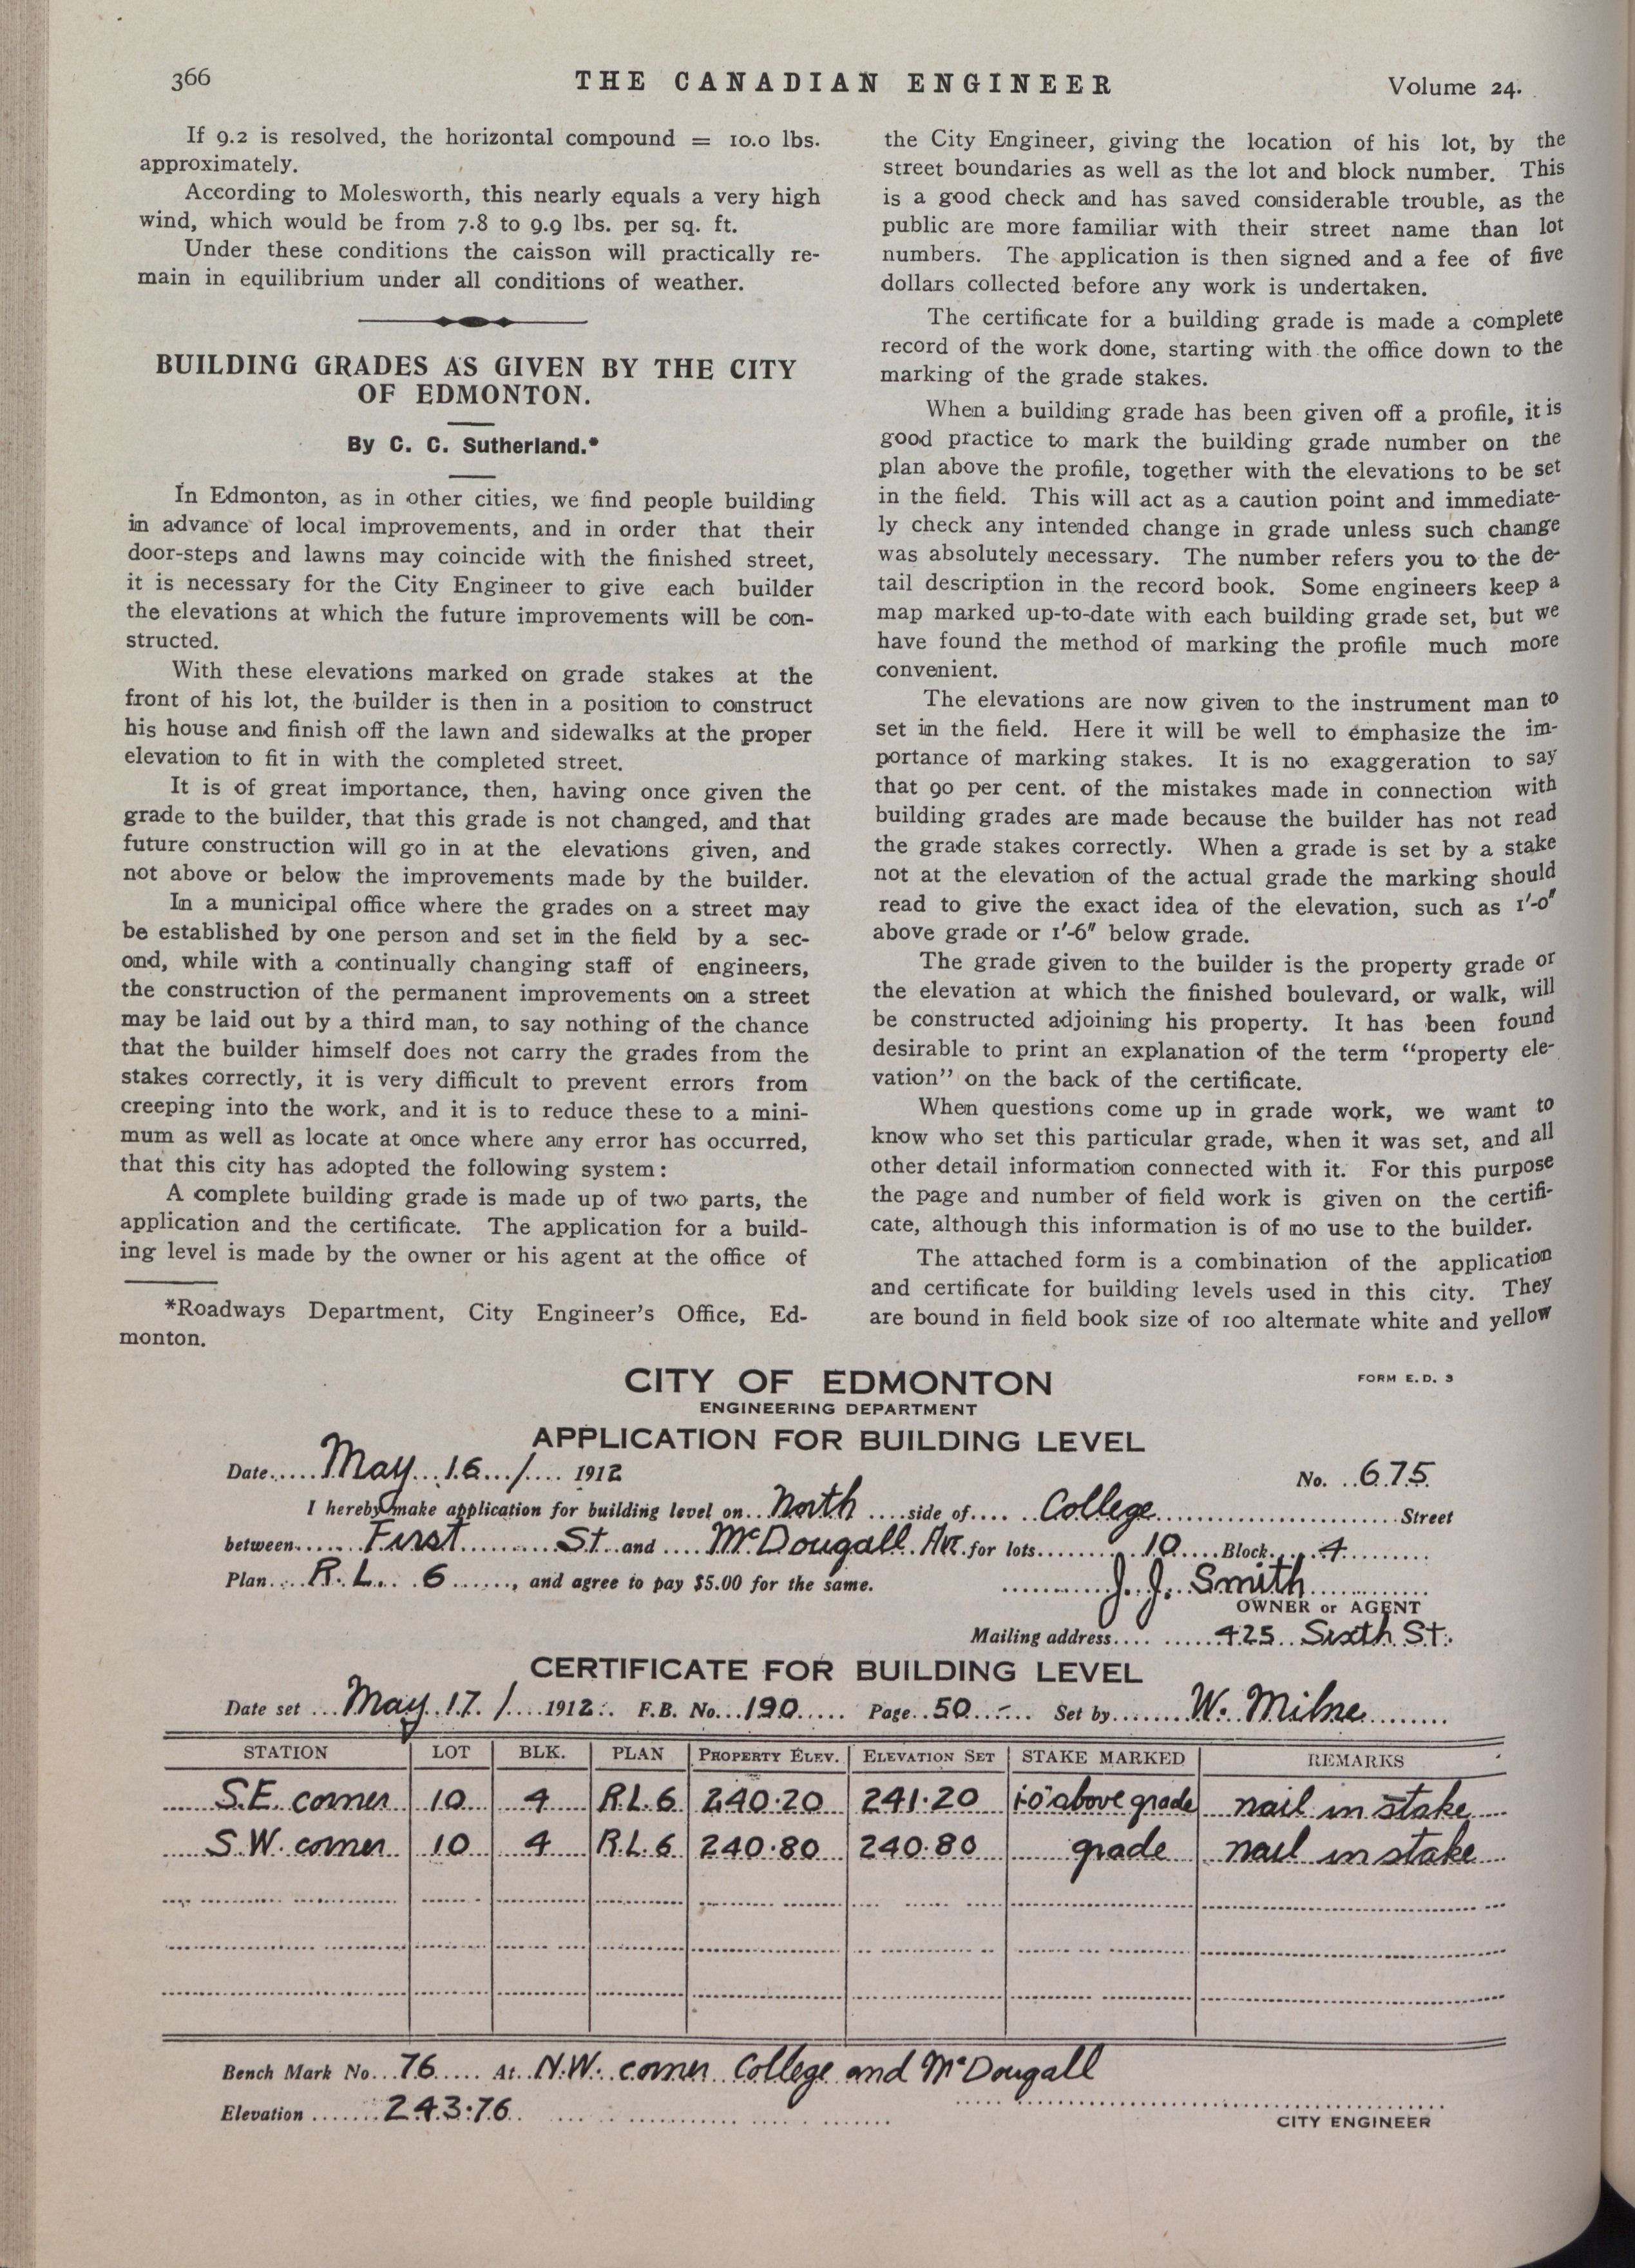 366
THE CANADIAN ENGINEER
Volume 24.
If 9.2 is resolved, the horizontal compound = 10.0 lbs.
approximately.
According to Molesworth, this nearly equals a very high
wind, which would be from 7.8 to 9.9 lbs. per sq. ft.
Under these conditions the caisson will practically re-
main in equilibrium under all conditions of weather.
BUILDING GRADES AS GIVEN BY THE CITY
OF EDMONTON.
By C. C. Sutherland.*
In Edmonton, as in other cities, we find people building
in advance of local improvements, and in order that their
door-steps and lawns may coincide with the finished street,
it is necessary for the City Engineer to give each builder
the elevations at which the future improvements will be con-
structed.
With these elevations marked on grade stakes at the
front of his lot, the builder is then in a position to construct
his house and finish off the lawn and sidewalks at the proper
elevation to fit in with the completed street.
It is of great importance, then, having once given the
grade to the builder, that this grade is not changed, and that
future construction will go in at the elevations given, and
not above or below the improvements made by the builder.
In a municipal office where the grades on a street may
be established by one person and set in the field by a sec-
ond, while with a continually changing staff of engineers,
the construction of the permanent improvements on a street
may be laid out by a third man, to say nothing of the chance
that the builder himself does not carry the grades from the
stakes correctly, it is very difficult to prevent errors from
creeping into the work, and it is to reduce these to a mini-
mum as well as locate at once where any error has occurred,
that this city has adopted the following system:
A complete building grade is made up of two parts, the
application and the certificate. The application for a build-
ing level is made by the owner or his agent at the office of
*Roadways Department, City Engineer's Office, Ed-
monton.
the City Engineer, giving the location of his lot, by the
street boundaries as well as the lot and block number. This
is a good check and has saved considerable trouble, as the
public are more familiar with their street name than lot
numbers. The application is then signed and a fee of five
dollars collected before any work is undertaken.
The certificate for a building grade is made a complete
record of the work done, starting with the office down to the
marking of the grade stakes.
When a building grade has been given off a profile, it is
good practice to mark the building grade number on the
plan above the profile, together with the elevations to be set
in the field. This will act as a caution point and immediate-
ly check any intended change in grade unless such change
was absolutely necessary. The number refers you to the de-
tail description in the record book. Some engineers keep a
map marked up-to-date with each building grade set, but we
have found the method of marking the profile much more
convenient.
The elevations are now given to the instrument man to
set in the field. Here it will be well to emphasize the im-
portance of marking stakes. It is no exaggeration to say
that 90 per cent. of the mistakes made in connection with
building grades are made because the builder has not read
the grade stakes correctly. When a grade is set by a stake
not at the elevation of the actual grade the marking should
read to give the exact idea of the elevation, such as 1'-0"
above grade or 1'-6" below grade.
The grade given to the builder is the property grade or
the elevation at which the finished boulevard, or walk, will
be constructed adjoining his property. It has been found
desirable to print an explanation of the term "property ele-
vation" on the back of the certificate.
When questions come up in grade work, we want to
know who set this particular grade, when it was set, and all
other detail information connected with it. For this purpose
the page and number of field work is given on the certifi-
cate, although this information is of no use to the builder.
The attached form is a combination of the application
and certificate for building levels used in this city. They
are bound in field book size of 100 alternate white and yellow
CITY OF EDMONTON
FORM E. D. 3
ENGINEERING DEPARTMENT
APPLICATION FOR BUILDING LEVEL
Date May 16 / 1912 No. 675
I hereby make application for building level on North side of College Street
between First St. and McDougall Ave for lots 10 Block 4
Plan R.L. 6, and agree to pay $5.00 for the same. J. J. Smith
OWNER or AGENT
Mailing address 425 Sixth St.
CERTIFICATE FOR BUILDING LEVEL
Date set May 17 / 1912 F.B. No. 190 Page 50 Set by W. Milne
STATION LOT BLK. PLAN PROPERTY ELEV. ELEVATION SET STAKE MARKED REMARKS
S.E. corner 10 4 R.L.6 240.20 241.20 1-0" above grade nail in stake
S.W. corner 10 4 R.L.6 240.80 240.80 grade nail in stake
Bench Mark No. 76 At N.W. corner College and McDougall
Elevation 243.76
CITY ENGINEER